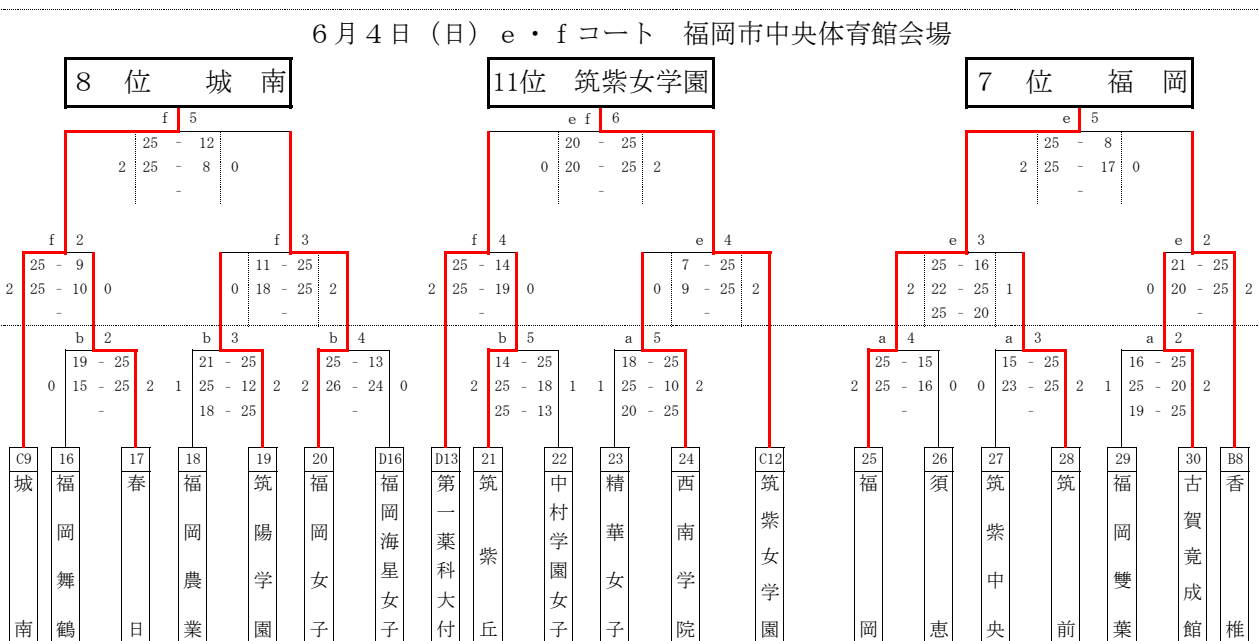 6月4日（日）e・fコート　福岡市中央体育館会場
8　位　城　南
11位　筑紫女学園
7　位　福　岡
f 5
e f 6
e 5
25 - 12
20 - 25
25 - 8
2 25 - 8 0
0 20 - 25 2
2 25 - 17 0
- - -
f 2
f 3
f 4
e 4
e 3
e 2
25 - 9
11 - 25
25 - 14
7 - 25
25 - 16
21 - 25
2 25 - 10 0
0 18 - 25 2
2 25 - 19 0
0 9 - 25 2
2 22 - 25 1
0 20 - 25 2
- - - - 25 - 20 -
b 2
b 3
b 4
b 5
a 5
a 4
a 3
a 2
19 - 25
21 - 25
25 - 13
14 - 25
18 - 25
25 - 15
15 - 25
16 - 25
0 15 - 25 2
1 25 - 12 2
2 26 - 24 0
2 25 - 18 1
1 25 - 10 2
2 25 - 16 0
0 23 - 25 2
1 25 - 20 2
-
18 - 25
-
25 - 13
20 - 25
-
-
19 - 25
C9
16
17
18
19
20
D16
D13
21
22
23
24
C12
25
26
27
28
29
30
B8
城南
福岡舞鶴
春日
福岡農業
筑陽学園
福岡女子
福岡海星女子
第一薬科大付
筑紫丘
中村学園女子
精華女子
西南学院
筑紫女学園
福岡
須恵
筑紫中央
筑前
福岡雙葉
古賀竟成館
香椎